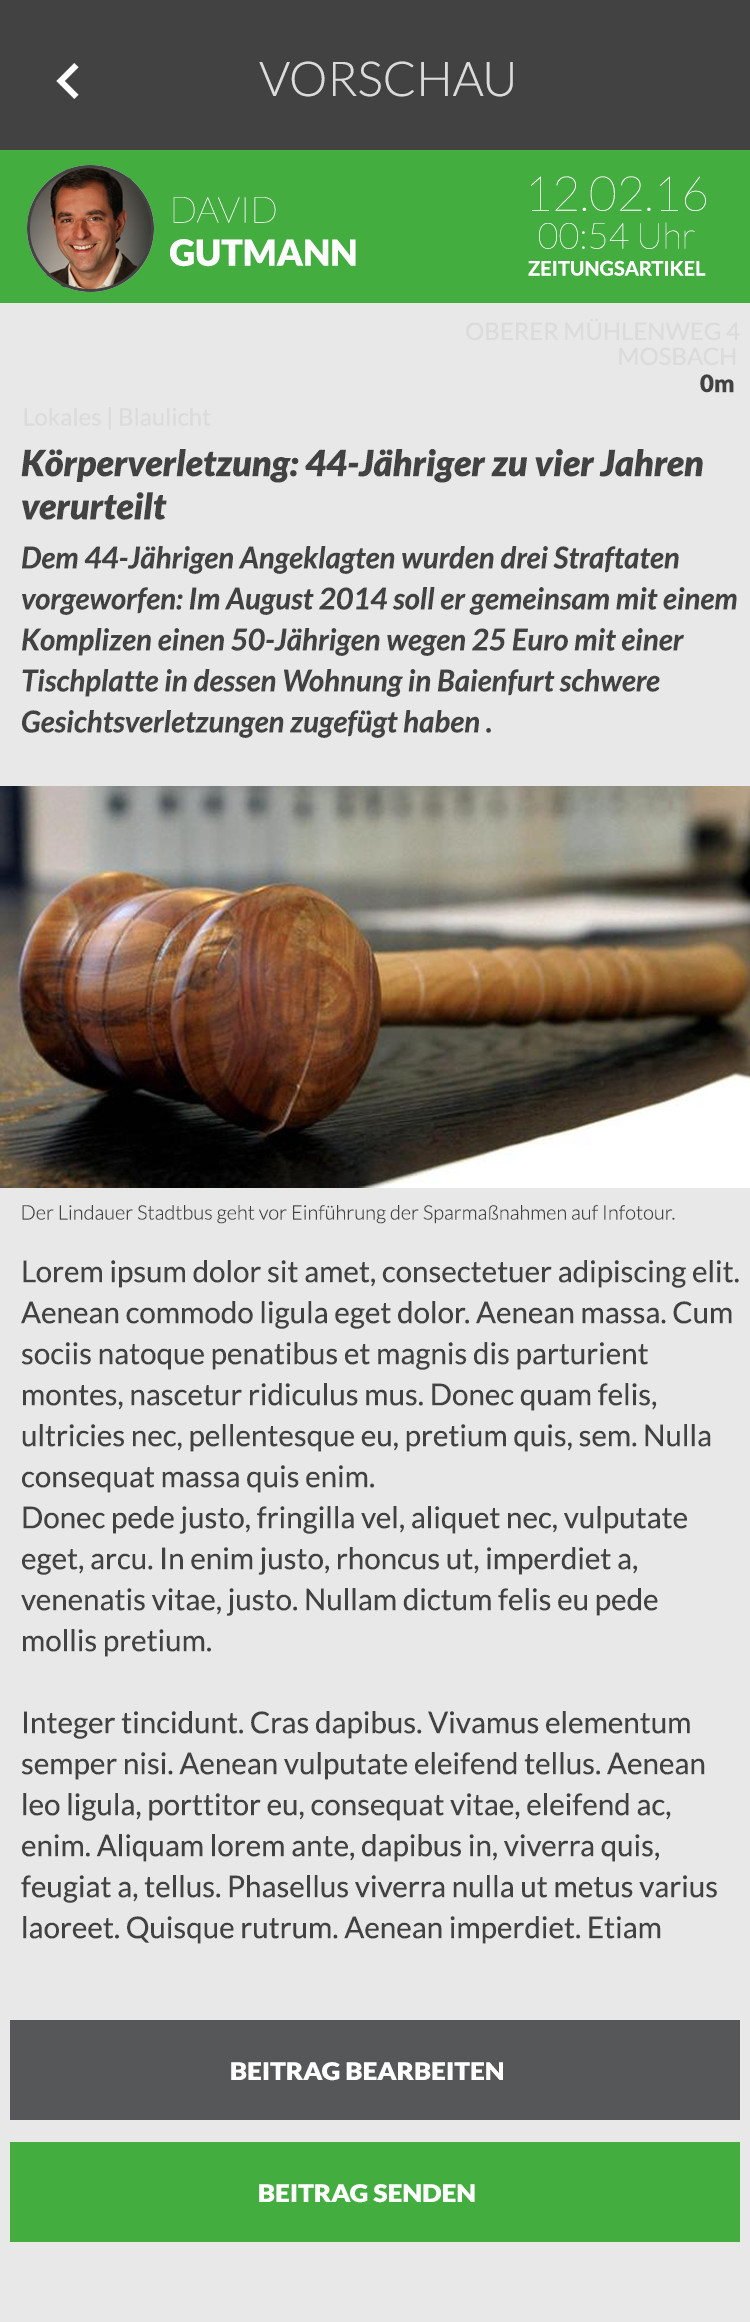 VORSCHAU
DAVID
GUTMANN
12.02.16
00:54 Uhr
ZEITUNGSARTIKEL
OBERER MÜHLENWEG 4
MOSBACH
0m
Lokales | Blaulicht
Körperverletzung: 44-Jähriger zu vier Jahren
verurteilt
Dem 44-Jährigen Angeklagten wurden drei Straftaten
vorgeworfen: Im August 2014 soll er gemeinsam mit einem
Komplizen einen 50-Jährigen wegen 25 Euro mit einer
Tischplatte in dessen Wohnung in Baienfurt schwere
Gesichtsverletzungen zugefügt haben .
Der Lindauer Stadtbus geht vor Einführung der Sparmaßnahmen auf Infotour.
Lorem ipsum dolor sit amet, consectetuer adipiscing elit.
Aenean commodo ligula eget dolor. Aenean massa. Cum
sociis natoque penatibus et magnis dis parturient
montes, nascetur ridiculus mus. Donec quam felis,
ultricies nec, pellentesque eu, pretium quis, sem. Nulla
consequat massa quis enim.
Donec pede justo, fringilla vel, aliquet nec, vulputate
eget, arcu. In enim justo, rhoncus ut, imperdiet a,
venenatis vitae, justo. Nullam dictum felis eu pede
mollis pretium.
Integer tincidunt. Cras dapibus. Vivamus elementum
semper nisi. Aenean vulputate eleifend tellus. Aenean
leo ligula, porttitor eu, consequat vitae, eleifend ac,
enim. Aliquam lorem ante, dapibus in, viverra quis,
feugiat a, tellus. Phasellus viverra nulla ut metus varius
laoreet. Quisque rutrum. Aenean imperdiet. Etiam
BEITRAG BEARBEITEN
BEITRAG SENDEN